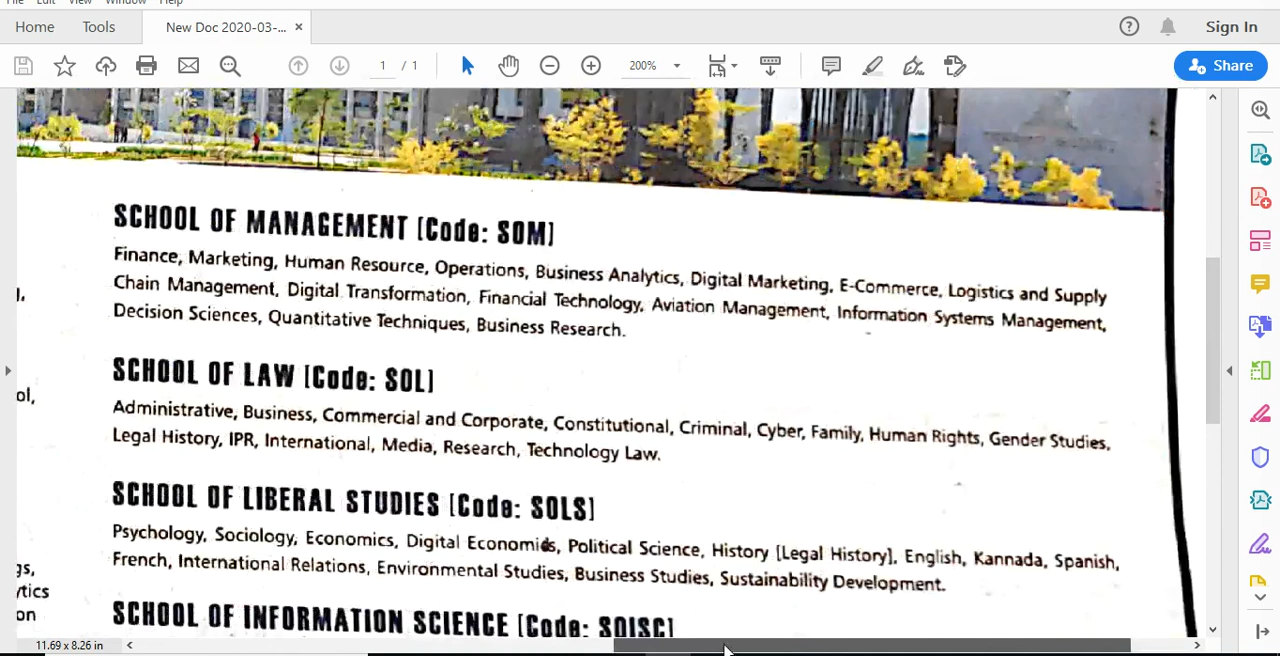 File Edit View Window Help
Home Tools New Doc 2020-03-... × Sign In
1 / 1 200% Share
SCHOOL OF MANAGEMENT [Code: SOM]
Finance, Marketing, Human Resource, Operations, Business Analytics, Digital Marketing, E-Commerce, Logistics and Supply
Chain Management, Digital Transformation, Financial Technology, Aviation Management, Information Systems Management,
Decision Sciences, Quantitative Techniques, Business Research.
SCHOOL OF LAW [Code: SOL]
Administrative, Business, Commercial and Corporate, Constitutional, Criminal, Cyber, Family, Human Rights, Gender Studies,
ol,
Legal History, IPR, International, Media, Research, Technology Law.
SCHOOL OF LIBERAL STUDIES [Code: SOLS]
Psychology, Sociology, Economics, Digital Economics, Political Science, History [Legal History], English, Kannada, Spanish,
French, International Relations, Environmental Studies, Business Studies, Sustainability Development.
gs,
ytics
on
SCHOOL OF INFORMATION SCIENCE [Code: SOISC]
11.69 x 8.26 in